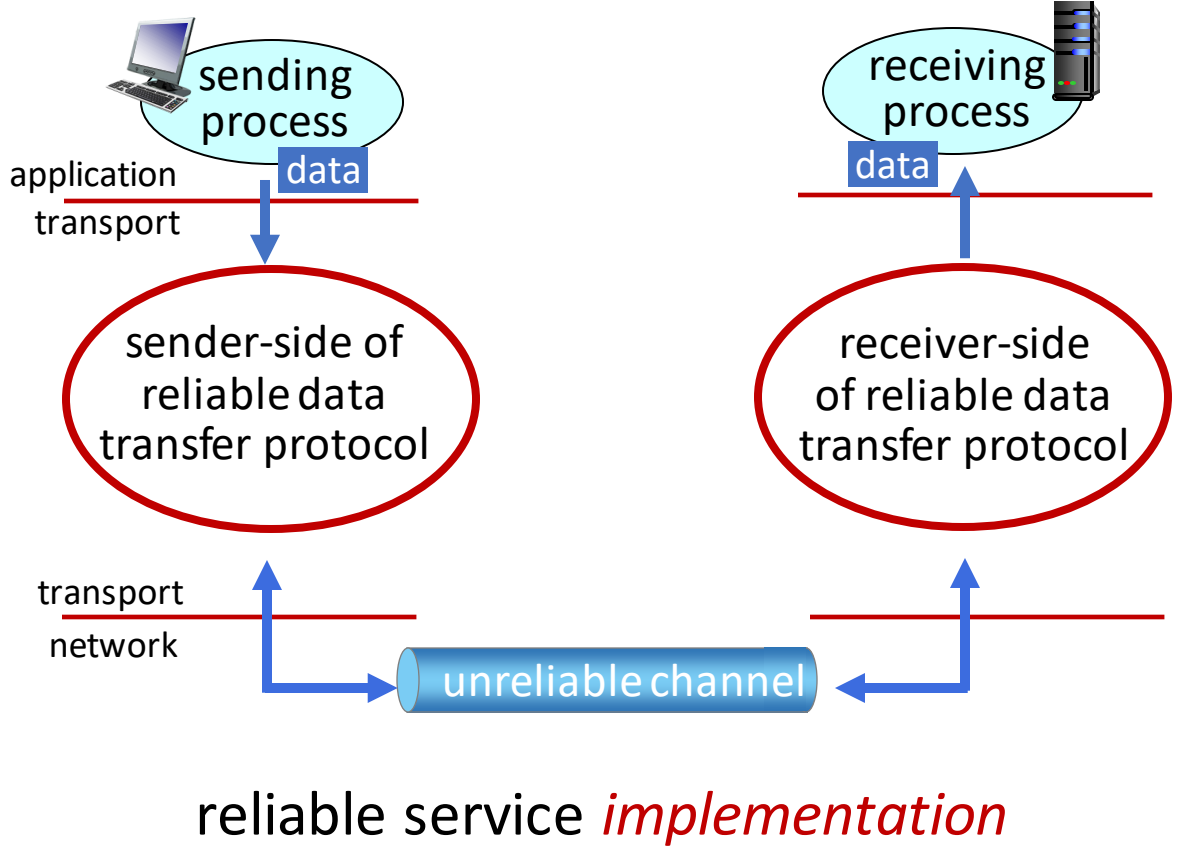 sending
process
receiving
process
data
data
application
transport
sender-side of
reliable data
transfer protocol
receiver-side
of reliable data
transfer protocol
transport
network
unreliable channel
reliable service implementation